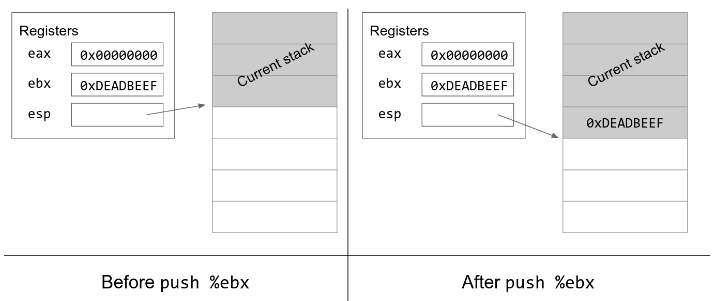 Registers
eax 0x00000000
ebx 0xDEADBEEF
esp
Current stack
Before push %ebx
Registers
eax 0x00000000
ebx 0xDEADBEEF
esp
Current stack
0xDEADBEEF
After push %ebx